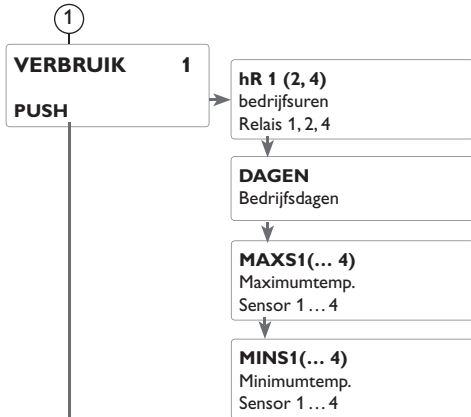 1
VERBRUIK 1
PUSH
hR 1 (2, 4)
bedrijfsuren
Relais 1, 2, 4
DAGEN
Bedrijfsdagen
MAXS1(… 4)
Maximumtemp.
Sensor 1 … 4
MINS1(… 4)
Minimumtemp.
Sensor 1 … 4